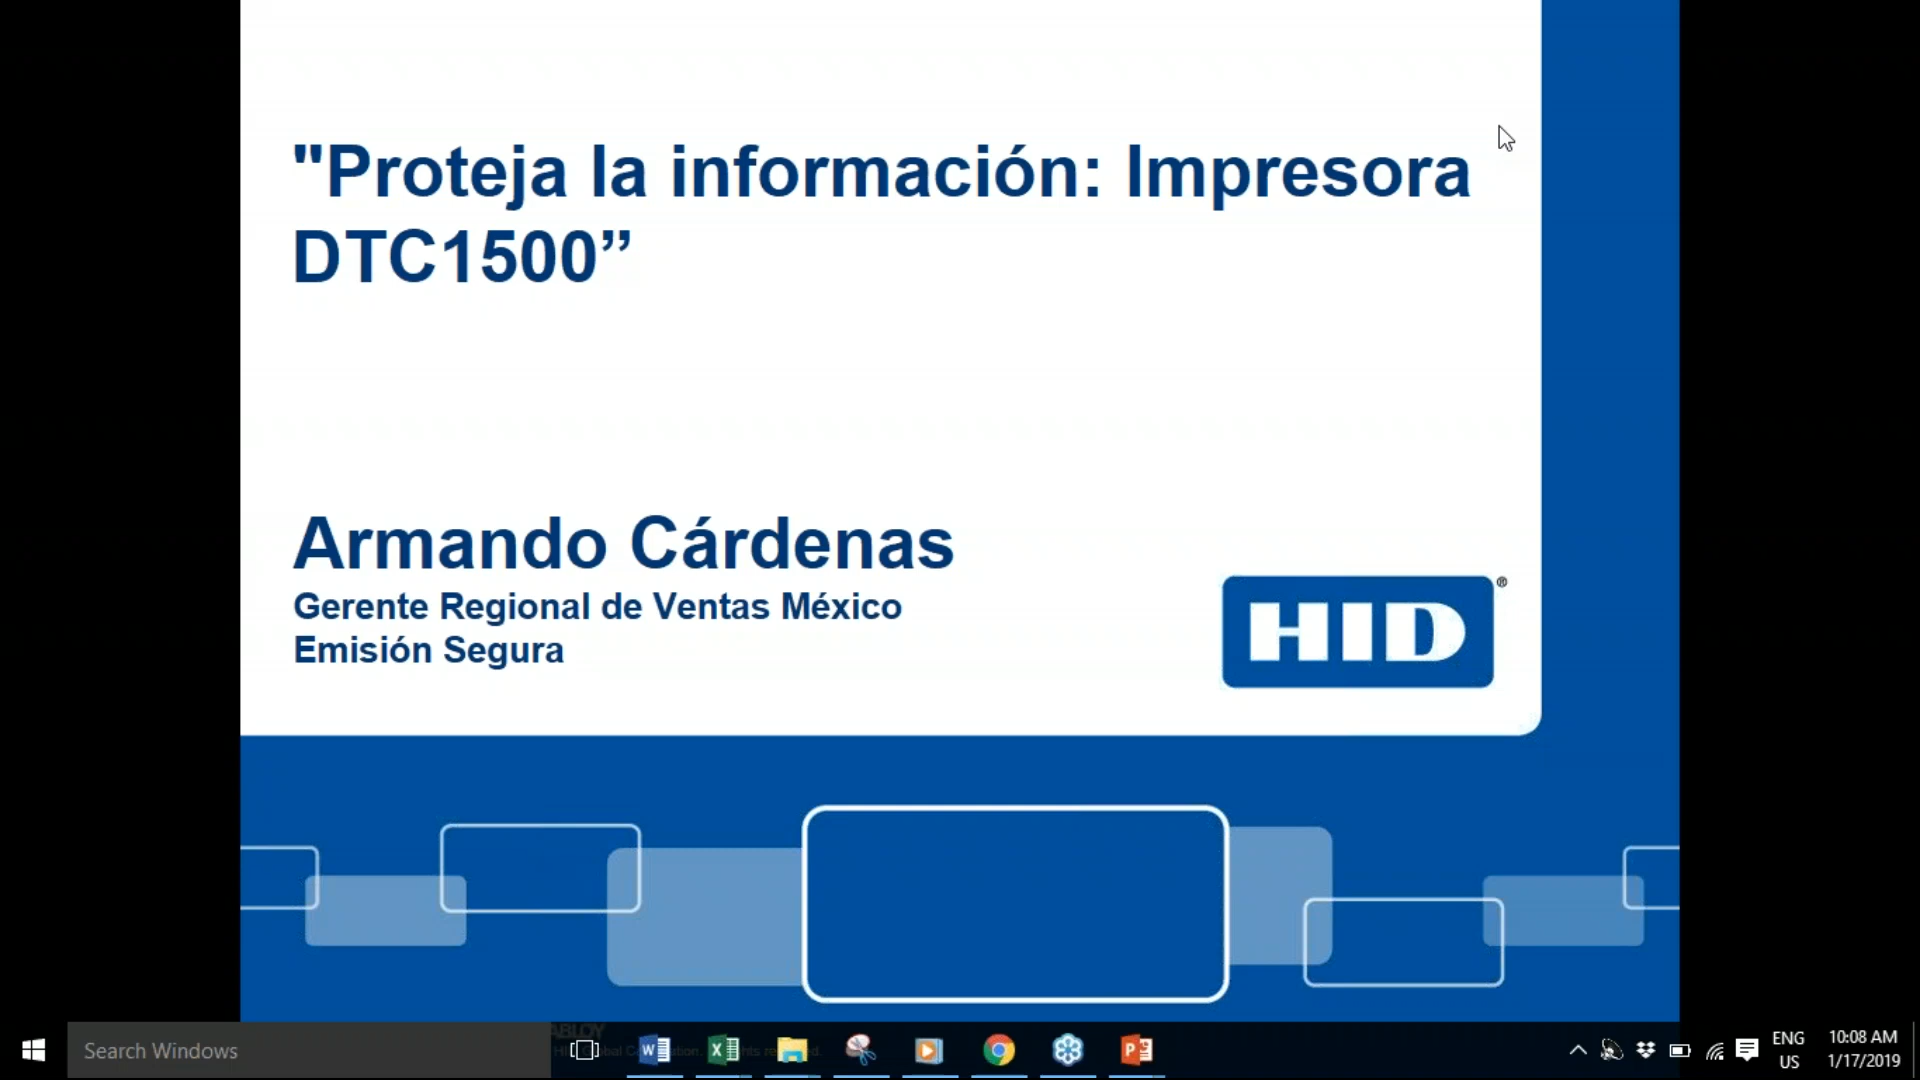 "Proteja la información: Impresora
DTC1500”
Armando Cárdenas
Gerente Regional de Ventas México
Emisión Segura
HID®
ABLOY
Search Windows
ENG
US
10:08 AM
1/17/2019